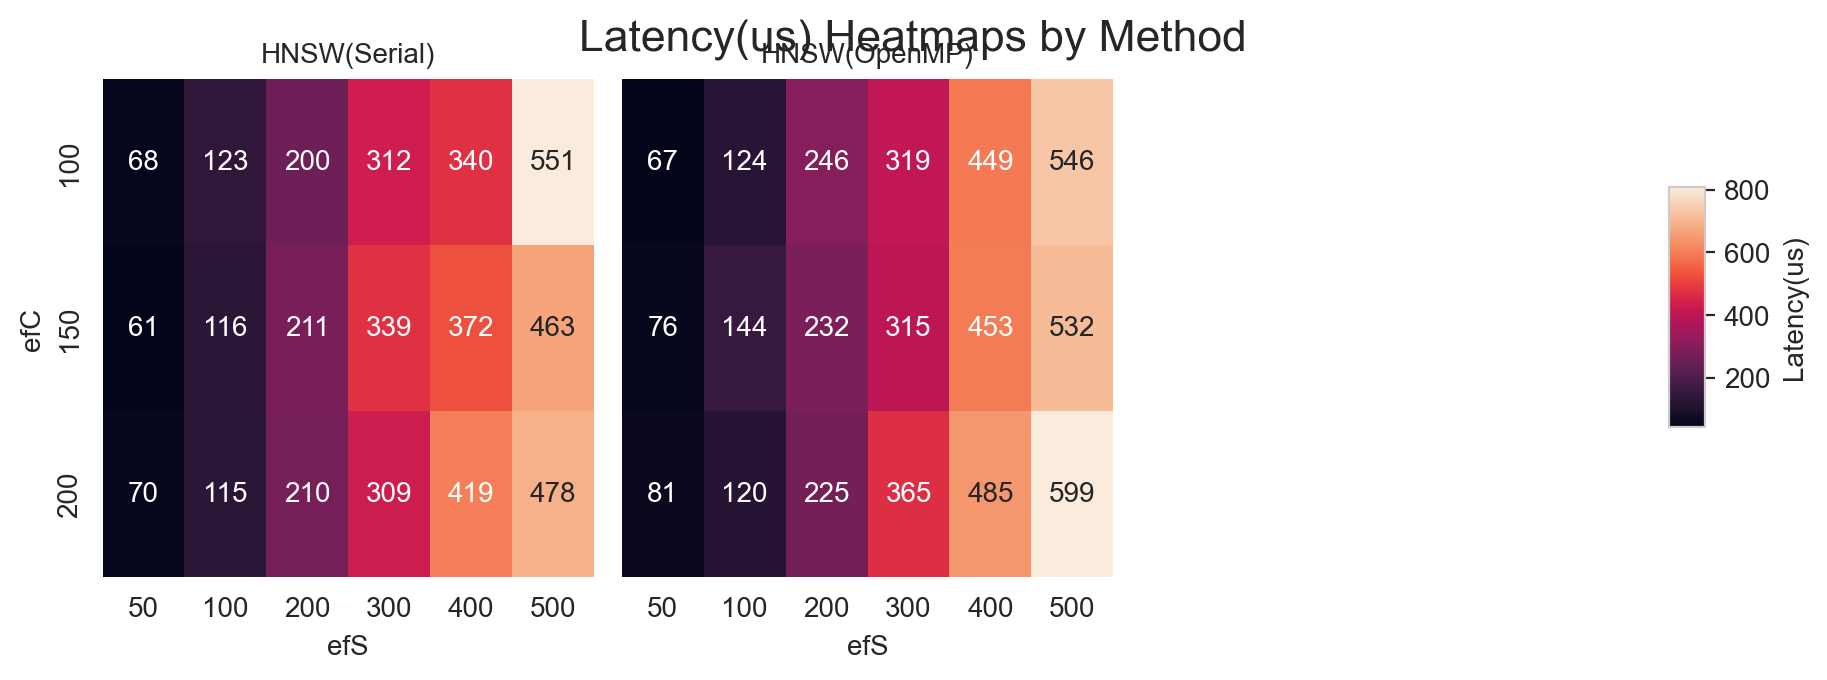 Latency(us) Heatmaps by Method
HNSW(Serial)
HNSW(OpenMP)
efC
100
68 123 200 312 340 551
150
61 116 211 339 372 463
200
70 115 210 309 419 478
50 100 200 300 400 500
efS
67 124 246 319 449 546
76 144 232 315 453 532
81 120 225 365 485 599
50 100 200 300 400 500
efS
800
600
400
200
Latency(us)